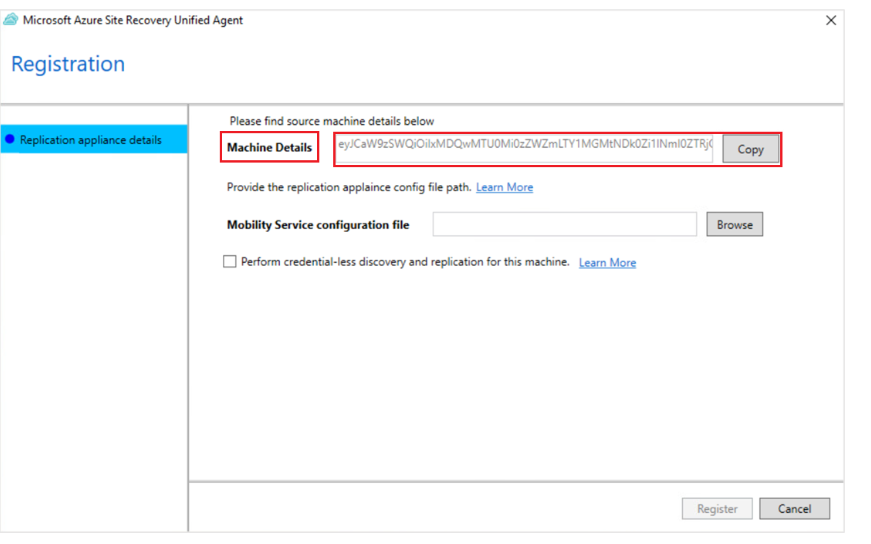 Microsoft Azure Site Recovery Unified Agent
Registration
Replication appliance details
Please find source machine details below
Machine Details
eyJCaW9zSWQiOiIxMDQwMTU0Mi0zZWZmLTY1MGMtNDk0Zi1INmI0ZTRj
Copy
Provide the replication applaince config file path. Learn More
Mobility Service configuration file
Browse
Perform credential-less discovery and replication for this machine. Learn More
Register
Cancel